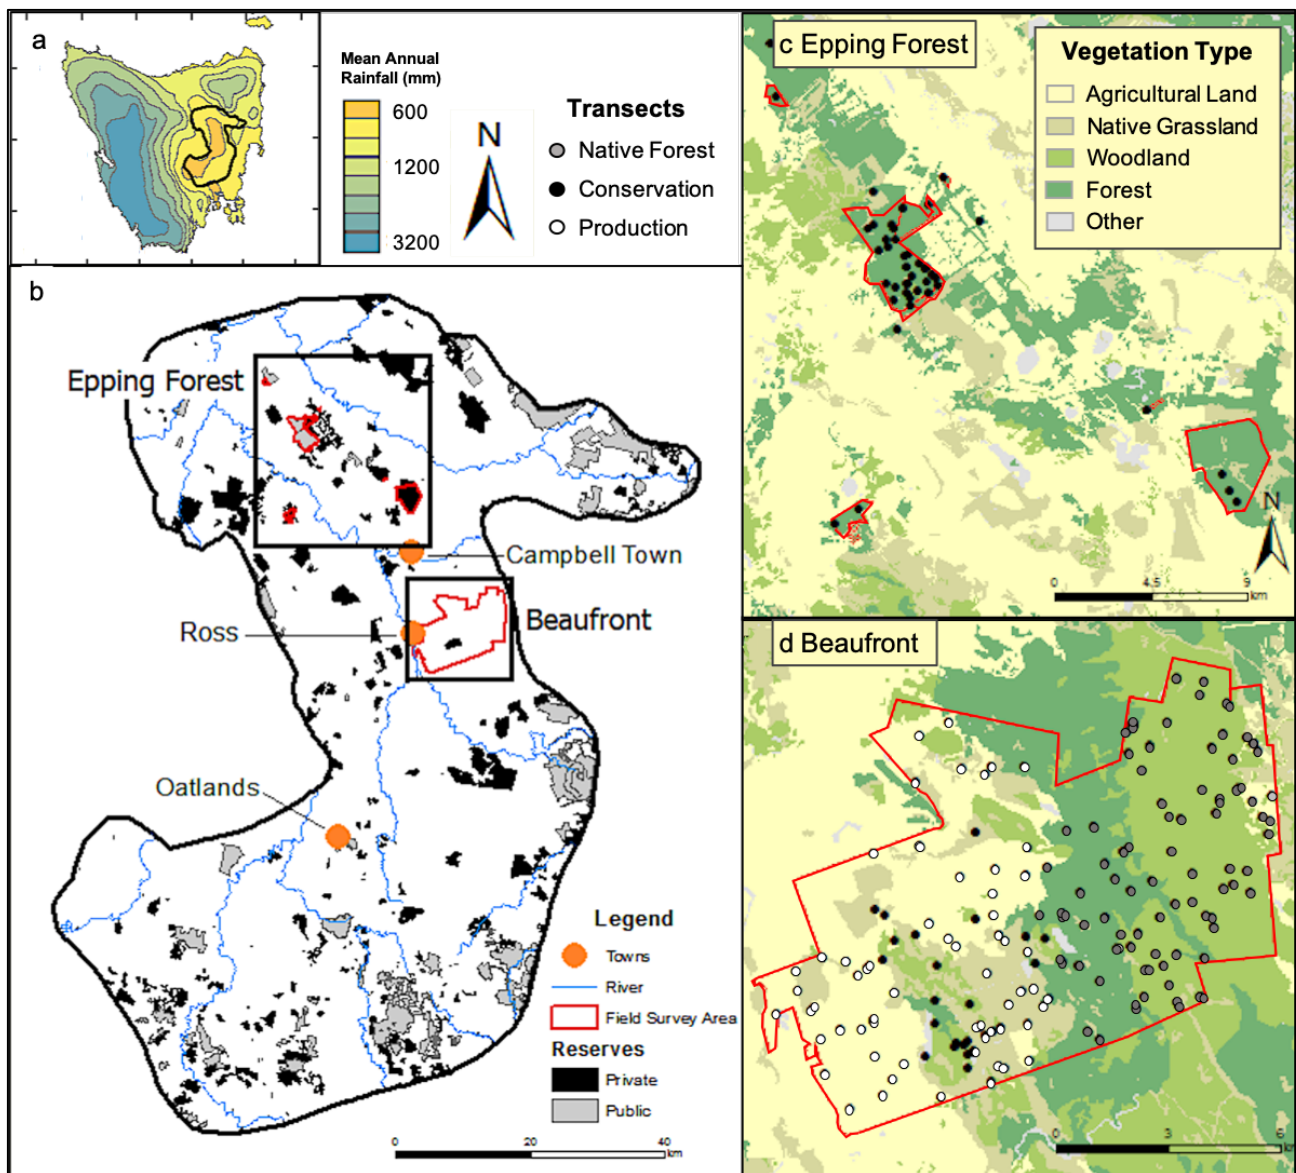 a
Mean Annual
Rainfall (mm)
600
1200
3200
N
Transects
Native Forest
Conservation
Production
b
Epping Forest
Campbell Town
Ross
Beaufront
Oatlands
Legend
Towns
River
Field Survey Area
Reserves
Private
Public
0
20
40
km
c Epping Forest
Vegetation Type
Agricultural Land
Native Grassland
Woodland
Forest
Other
N
0
4.5
9
km
d Beaufront
0
3
6